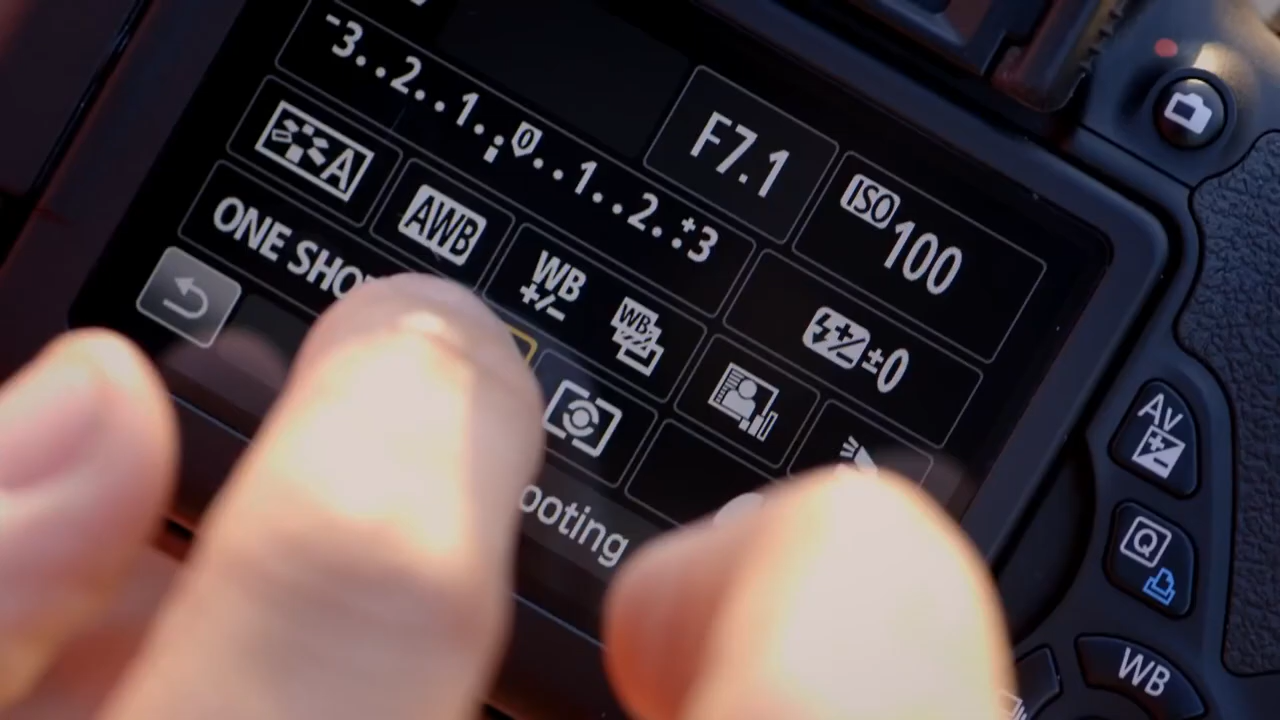 -3..2..1..0..1..2.+3
F7.1
ISO 100
A
AWB
WB +/-
WB
±0
ONE SHO
ooting
Av
Q
WB